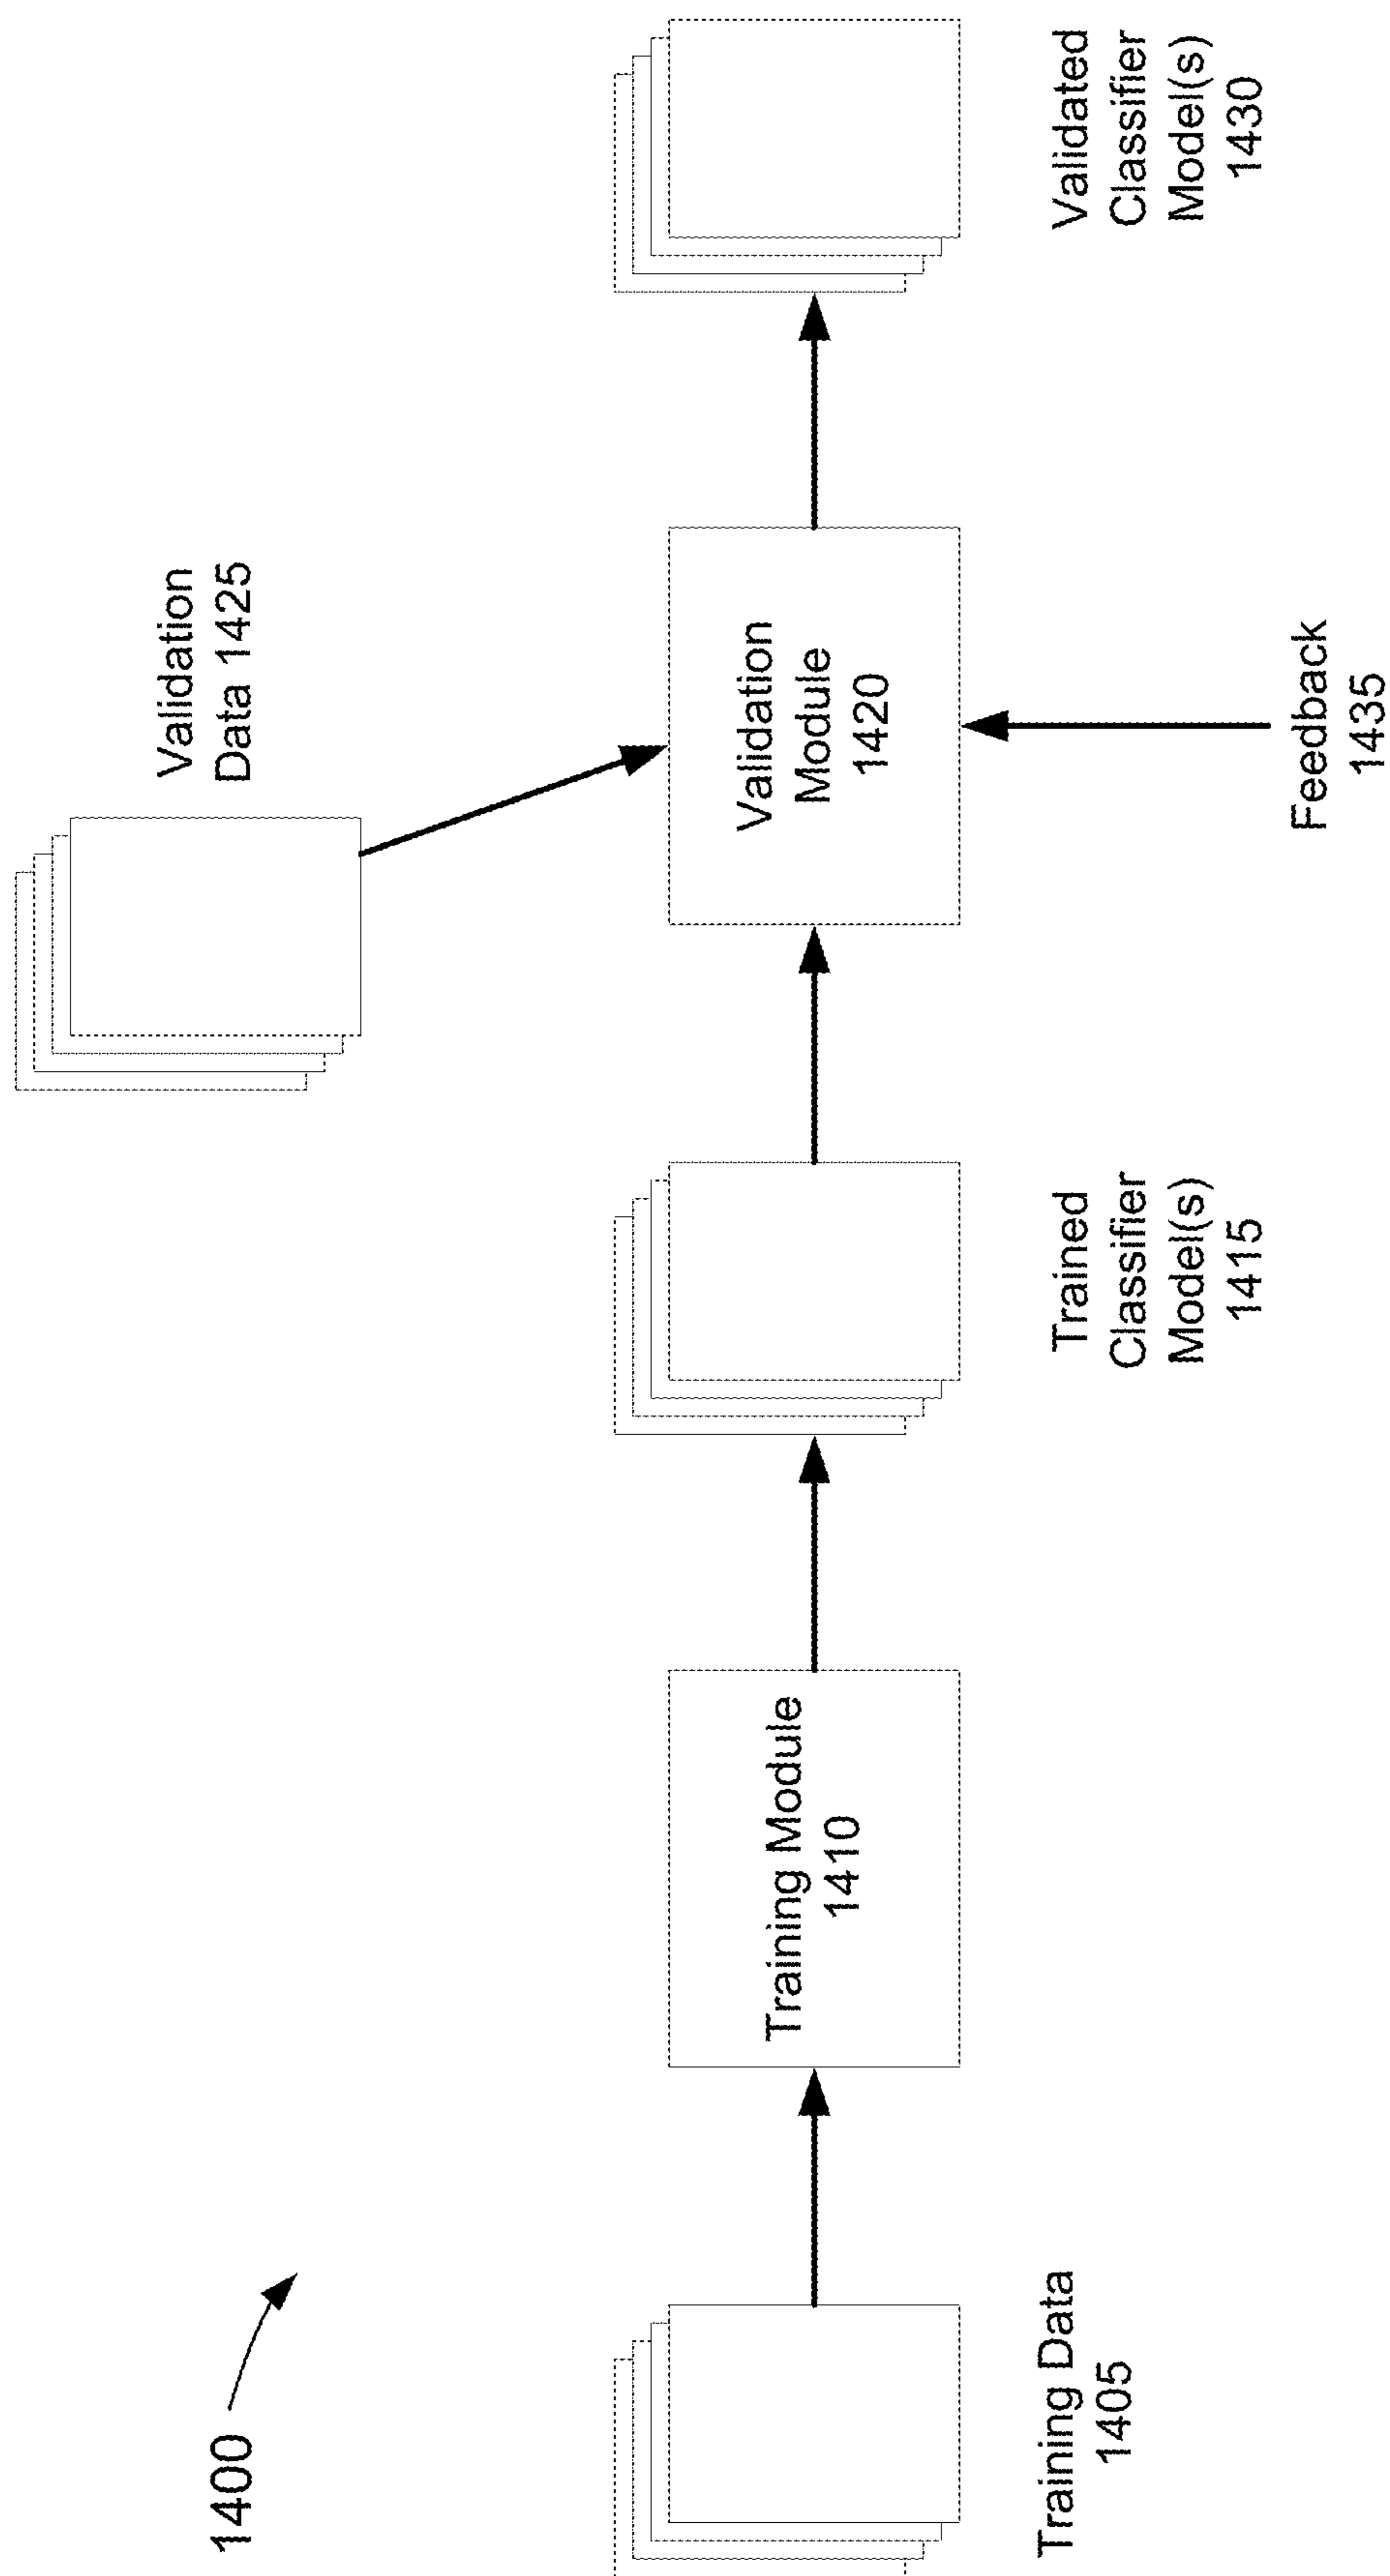 1400
Validation
Data 1425
Training Module
1410
Validation
Module
1420
Training Data
1405
Trained
Classifier
Model(s)
1415
Validated
Classifier
Model(s)
1430
Feedback
1435